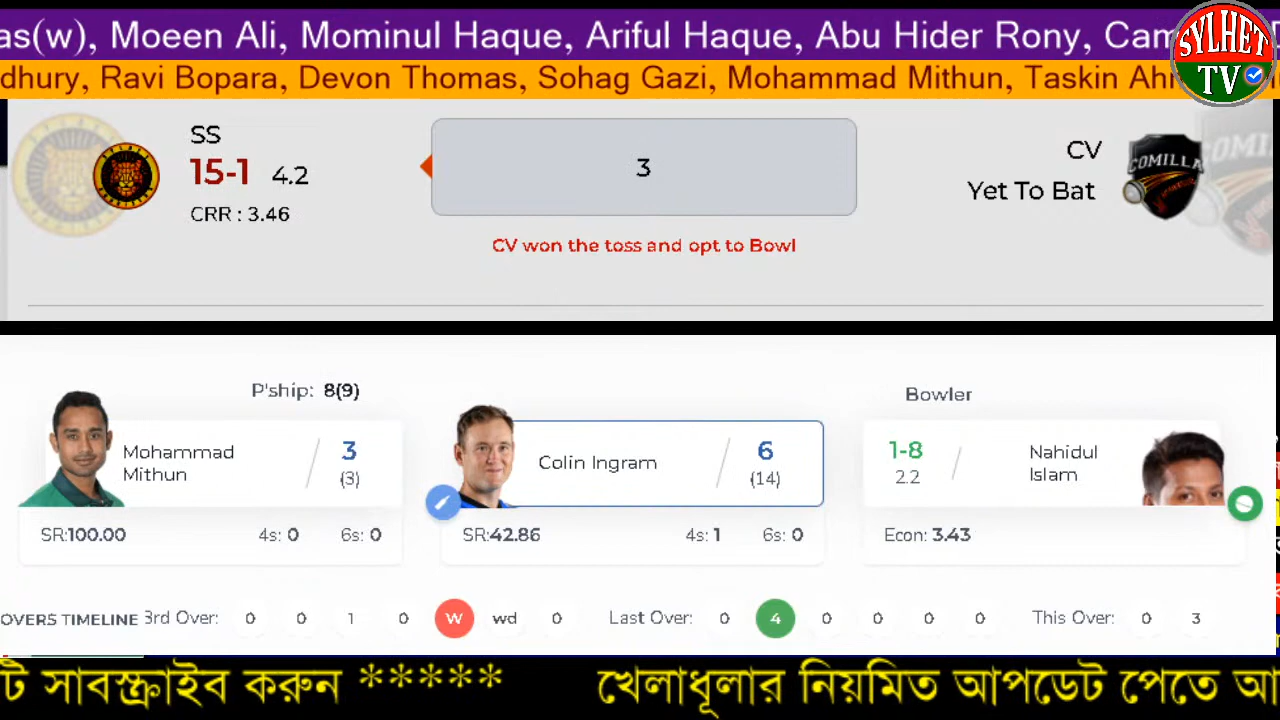 as(w), Moeen Ali, Mominul Haque, Ariful Haque, Abu Hider Rony, Cam
dhury, Ravi Bopara, Devon Thomas, Sohag Gazi, Mohammad Mithun, Taskin Ah
SYLHET
TV
SS
15-1 4.2
CRR : 3.46
3
CV
Yet To Bat
COMILLA
CV won the toss and opt to Bowl
P'ship: 8(9)
Bowler
Mohammad Mithun
3
(3)
Colin Ingram
6
(14)
1-8
2.2
Nahidul Islam
SR:100.00 4s: 0 6s: 0
SR:42.86 4s: 1 6s: 0
Econ: 3.43
OVERS TIMELINE 3rd Over: 0 0 1 0 W wd 0 Last Over: 0 4 0 0 0 0 This Over: 0 3
টি সাবস্ক্রাইব করুন ***** খেলাধূলার নিয়মিত আপডেট পেতে আ